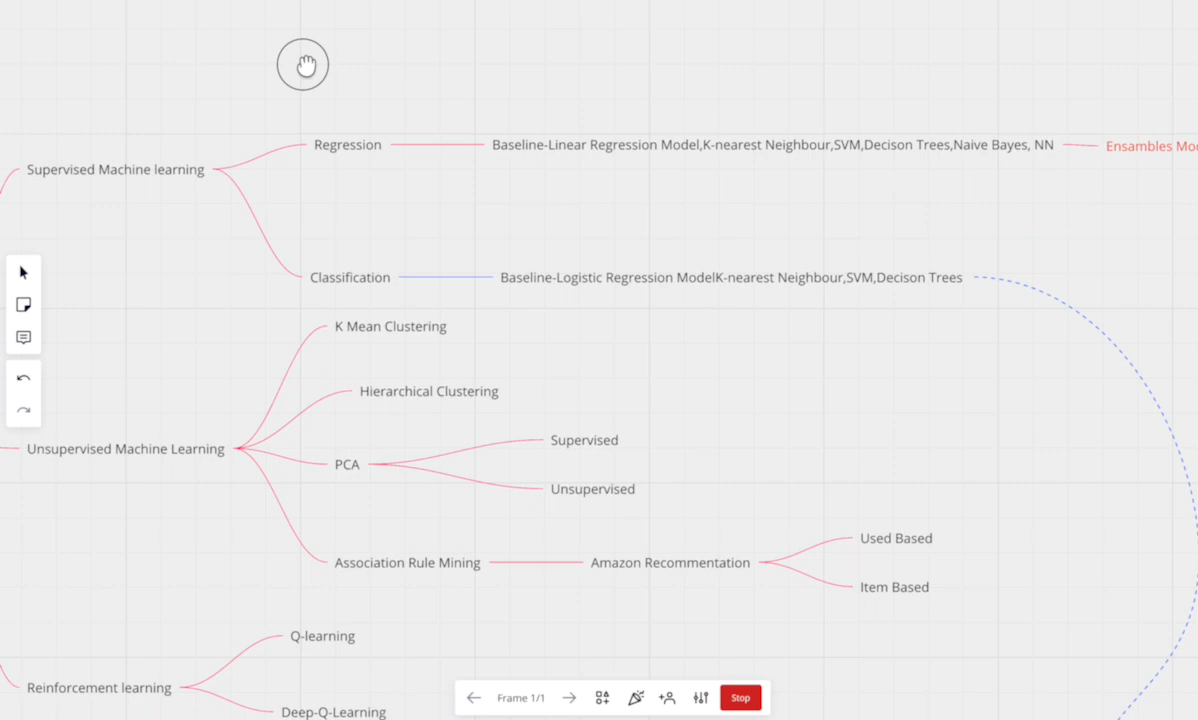 Regression
Baseline-Linear Regression Model,K-nearest Neighbour,SVM,Decison Trees,Naive Bayes, NN
Ensambles Mo
Supervised Machine learning
Classification
Baseline-Logistic Regression ModelK-nearest Neighbour,SVM,Decison Trees
K Mean Clustering
Hierarchical Clustering
Unsupervised Machine Learning
PCA
Supervised
Unsupervised
Association Rule Mining
Amazon Recommentation
Used Based
Item Based
Q-learning
Reinforcement learning
Deep-Q-Learning
Frame 1/1
Stop